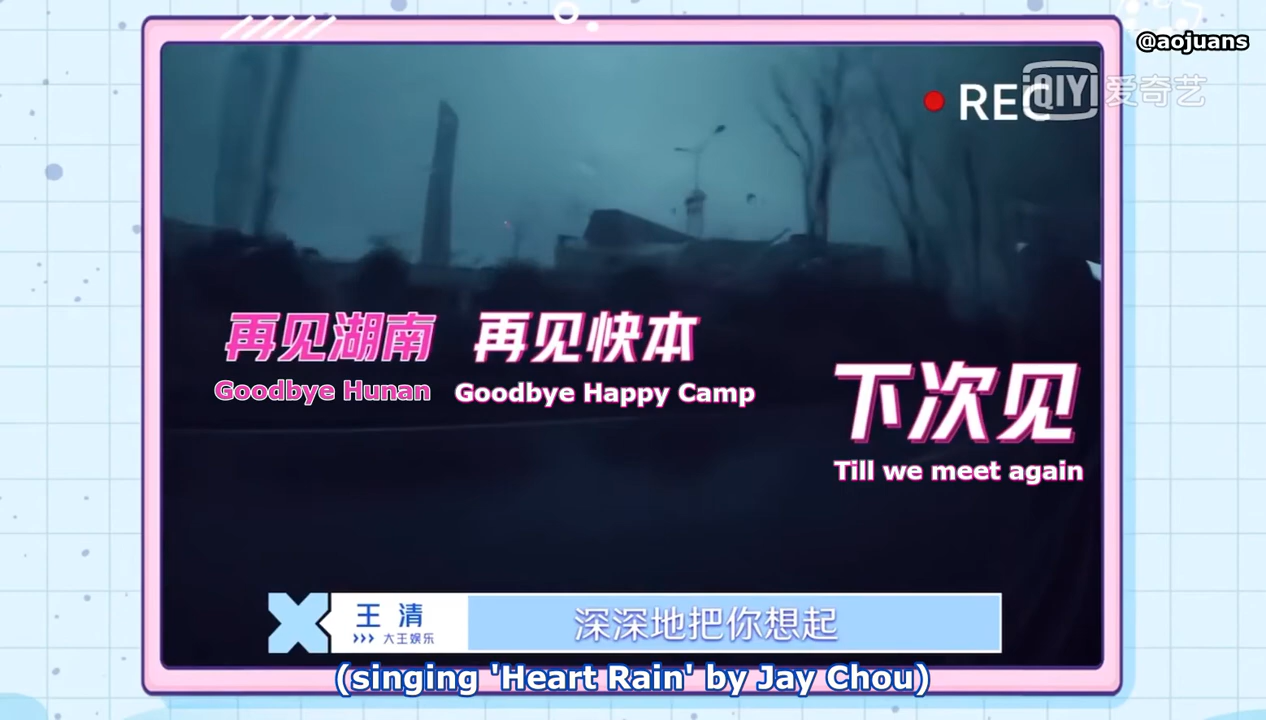 @aojuans
REC
iQIYI 爱奇艺
再见湖南 再见快本
Goodbye Hunan Goodbye Happy Camp
下次见
Till we meet again
王清
>>> 大王娱乐
深深地把你想起
(singing 'Heart Rain' by Jay Chou)